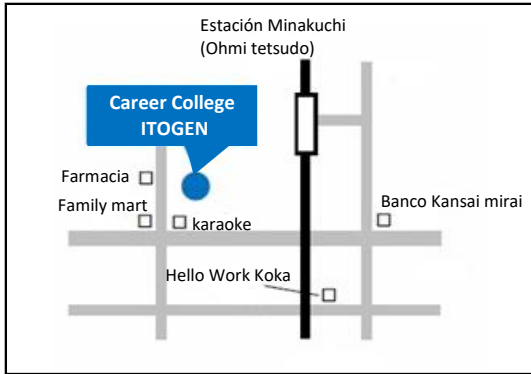 Estación Minakuchi
(Ohmi tetsudo)
Career College
ITOGEN
Farmacia
Family mart
karaoke
Banco Kansai mirai
Hello Work Koka